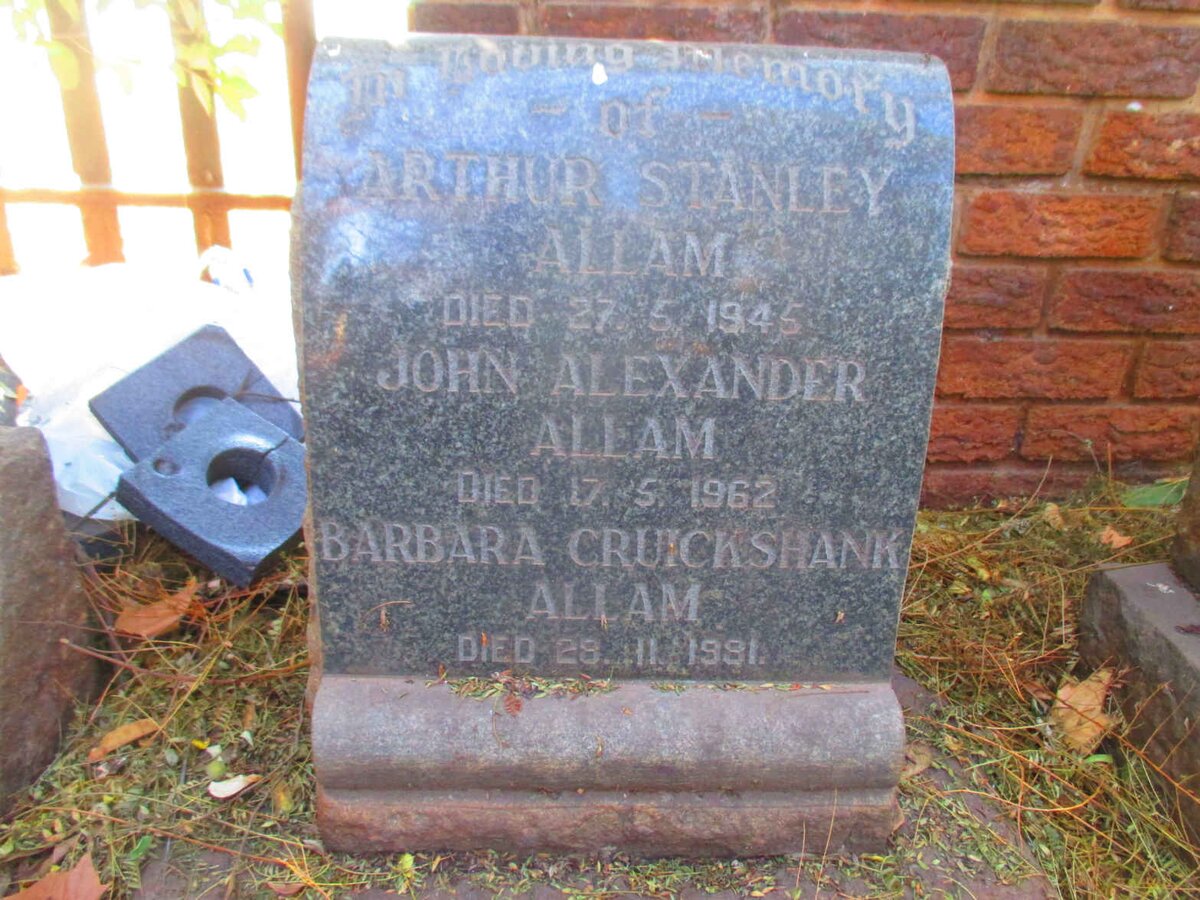 In Loving Memory
- of -
ARTHUR STANLEY
ALLAM
DIED 27. 5. 1945
JOHN ALEXANDER
ALLAM
DIED 17. 5. 1962
BARBARA CRUICKSHANK
ALLAM
DIED 28. 11. 1981.